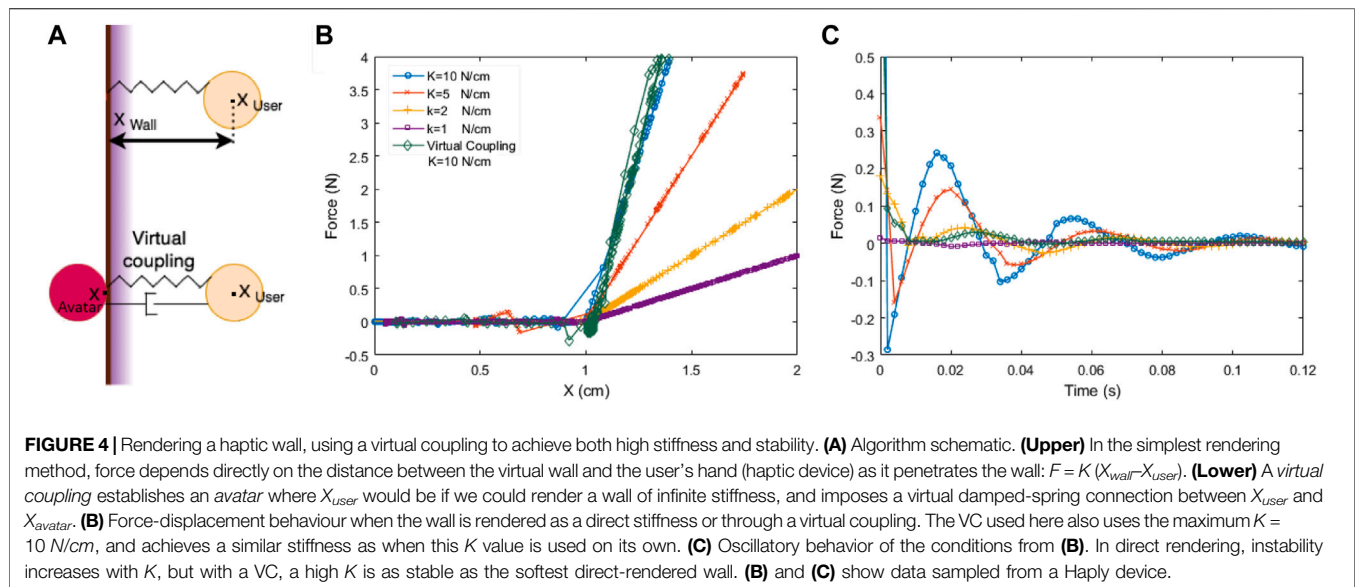 A
X User
X Wall
Virtual
coupling
X
Avatar
X User
B
4
3.5
3
2.5
2
1.5
1
0.5
0
-0.5
Force (N)
K=10 N/cm
K=5 N/cm
k=2 N/cm
k=1 N/cm
Virtual Coupling
K=10 N/cm
0
0.5
1
1.5
2
X (cm)
C
0.5
0.4
0.3
0.2
0.1
0
-0.1
-0.2
-0.3
Force (N)
0
0.02
0.04
0.06
0.08
0.1
0.12
Time (s)
FIGURE 4 | Rendering a haptic wall, using a virtual coupling to achieve both high stiffness and stability. (A) Algorithm schematic. (Upper) In the simplest rendering
method, force depends directly on the distance between the virtual wall and the user's hand (haptic device) as it penetrates the wall: F = K (Xwall–Xuser). (Lower) A virtual
coupling establishes an avatar where Xuser would be if we could render a wall of infinite stiffness, and imposes a virtual damped-spring connection between Xuser and
Xavatar. (B) Force-displacement behaviour when the wall is rendered as a direct stiffness or through a virtual coupling. The VC used here also uses the maximum K =
10 N/cm, and achieves a similar stiffness as when this K value is used on its own. (C) Oscillatory behavior of the conditions from (B). In direct rendering, instability
increases with K, but with a VC, a high K is as stable as the softest direct-rendered wall. (B) and (C) show data sampled from a Haply device.